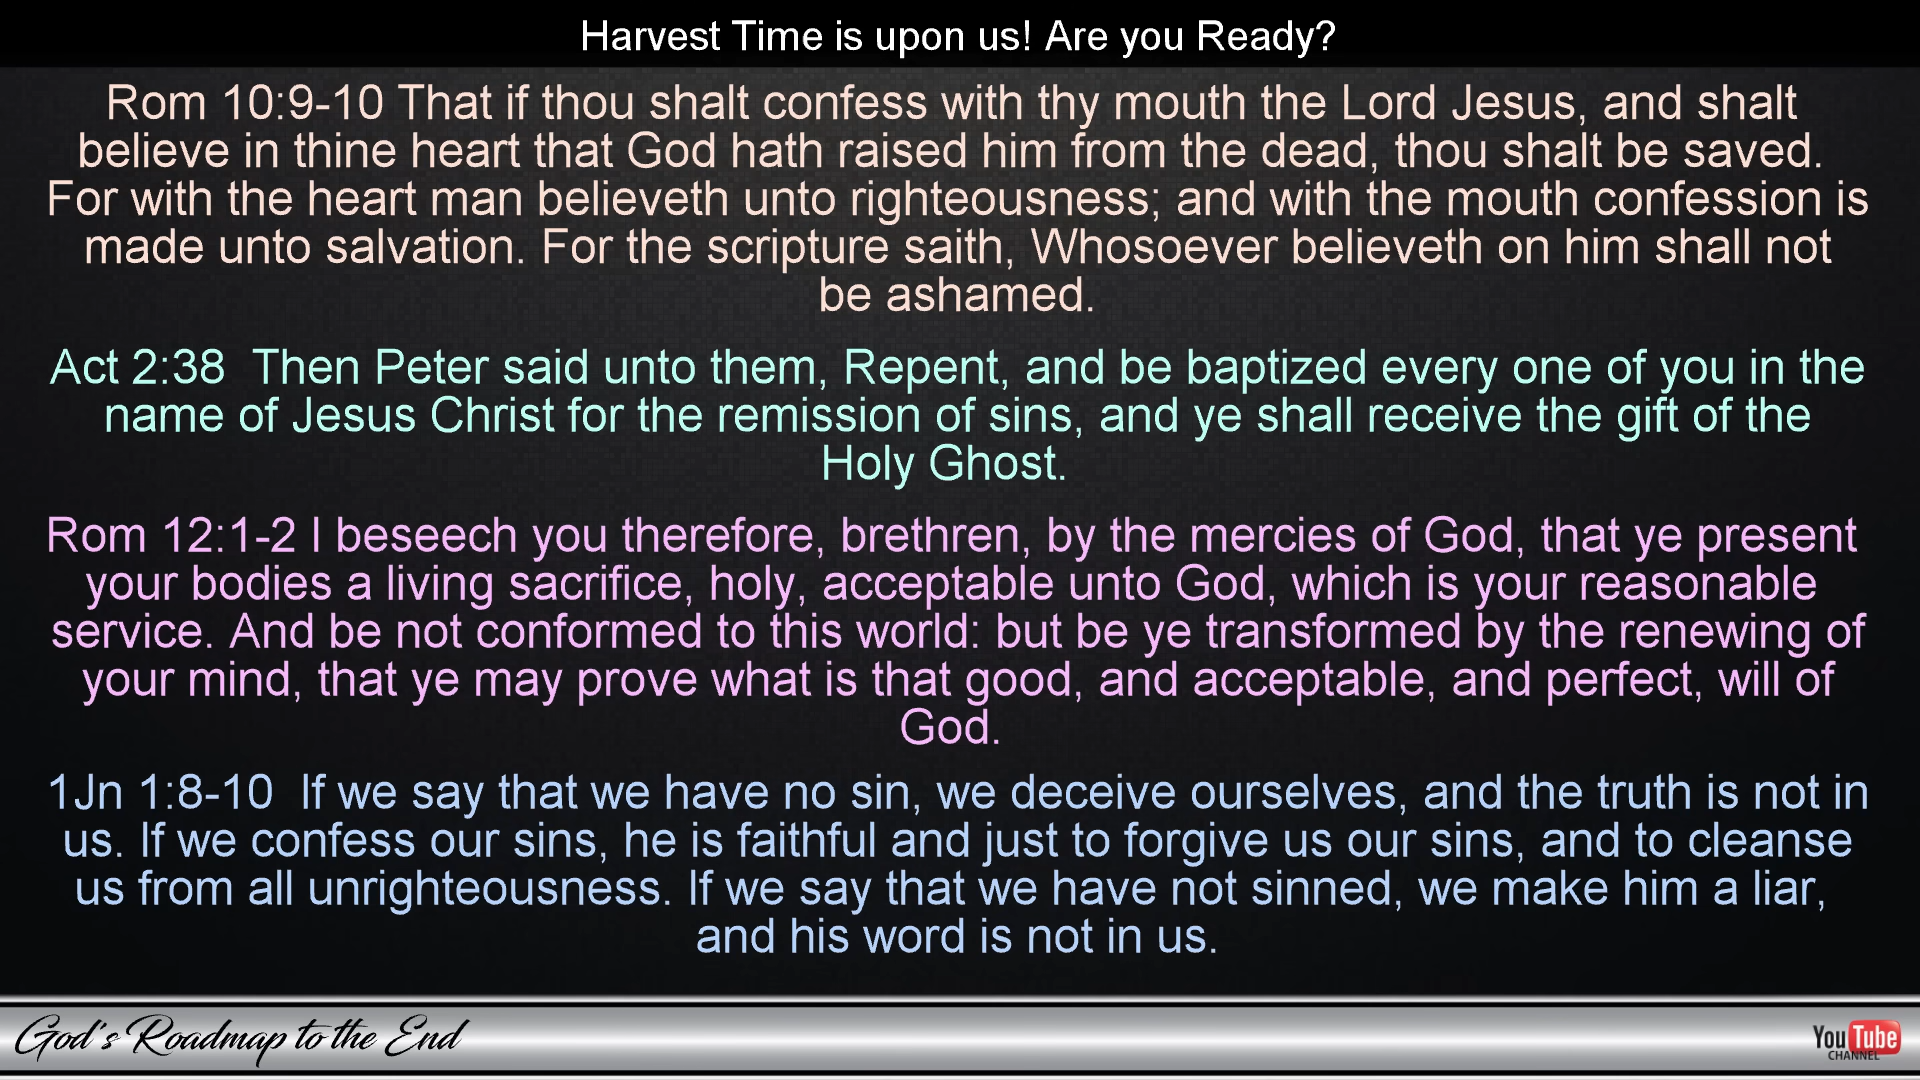 Harvest Time is upon us! Are you Ready?
Rom 10:9-10 That if thou shalt confess with thy mouth the Lord Jesus, and shalt
believe in thine heart that God hath raised him from the dead, thou shalt be saved.
For with the heart man believeth unto righteousness; and with the mouth confession is
made unto salvation. For the scripture saith, Whosoever believeth on him shall not
be ashamed.
Act 2:38  Then Peter said unto them, Repent, and be baptized every one of you in the
name of Jesus Christ for the remission of sins, and ye shall receive the gift of the
Holy Ghost.
Rom 12:1-2 I beseech you therefore, brethren, by the mercies of God, that ye present
your bodies a living sacrifice, holy, acceptable unto God, which is your reasonable
service. And be not conformed to this world: but be ye transformed by the renewing of
your mind, that ye may prove what is that good, and acceptable, and perfect, will of
God.
1Jn 1:8-10  If we say that we have no sin, we deceive ourselves, and the truth is not in
us. If we confess our sins, he is faithful and just to forgive us our sins, and to cleanse
us from all unrighteousness. If we say that we have not sinned, we make him a liar,
and his word is not in us.
God's Roadmap to the End
YouTube
CHANNEL